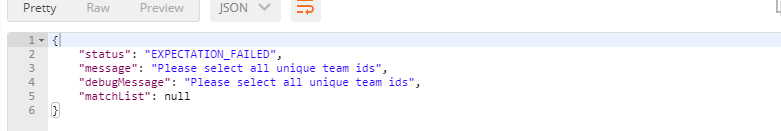 Pretty Raw Preview JSON
1 {
2 "status": "EXPECTATION_FAILED",
3 "message": "Please select all unique team ids",
4 "debugMessage": "Please select all unique team ids",
5 "matchList": null
6 }